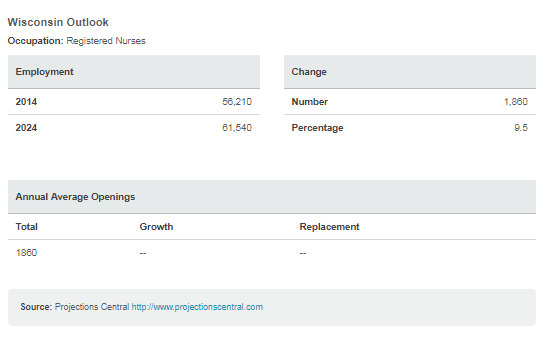 Wisconsin Outlook
Occupation: Registered Nurses
Employment
2014 56,210
2024 61,540
Change
Number 1,860
Percentage 9.5
Annual Average Openings
Total Growth Replacement
1860 -- --
Source: Projections Central http://www.projectionscentral.com